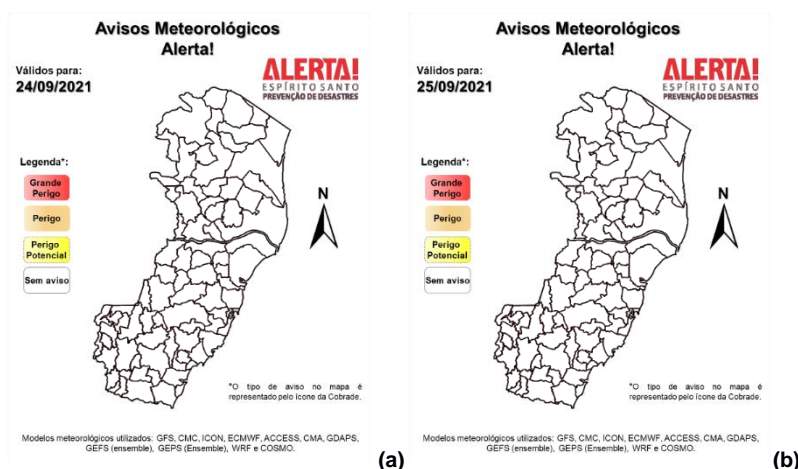 Avisos Meteorológicos
Alerta!
Válidos para:
24/09/2021
ALERTA!
ESPÍRITO SANTO
PREVENÇÃO DE DESASTRES
Legenda*:
Grande
Perigo
Perigo
Perigo
Potencial
Sem aviso
N
*O tipo de aviso no mapa é
representado pelo ícone da Cobrade.
Modelos meteorológicos utilizados: GFS, CMC, ICON, ECMWF, ACCESS, CMA, GDAPS,
GEFS (ensemble), GEPS (Ensemble), WRF e COSMO.
(a)
Avisos Meteorológicos
Alerta!
Válidos para:
25/09/2021
ALERTA!
ESPÍRITO SANTO
PREVENÇÃO DE DESASTRES
Legenda*:
Grande
Perigo
Perigo
Perigo
Potencial
Sem aviso
N
*O tipo de aviso no mapa é
representado pelo ícone da Cobrade.
Modelos meteorológicos utilizados: GFS, CMC, ICON, ECMWF, ACCESS, CMA, GDAPS,
GEFS (ensemble), GEPS (Ensemble), WRF e COSMO.
(b)